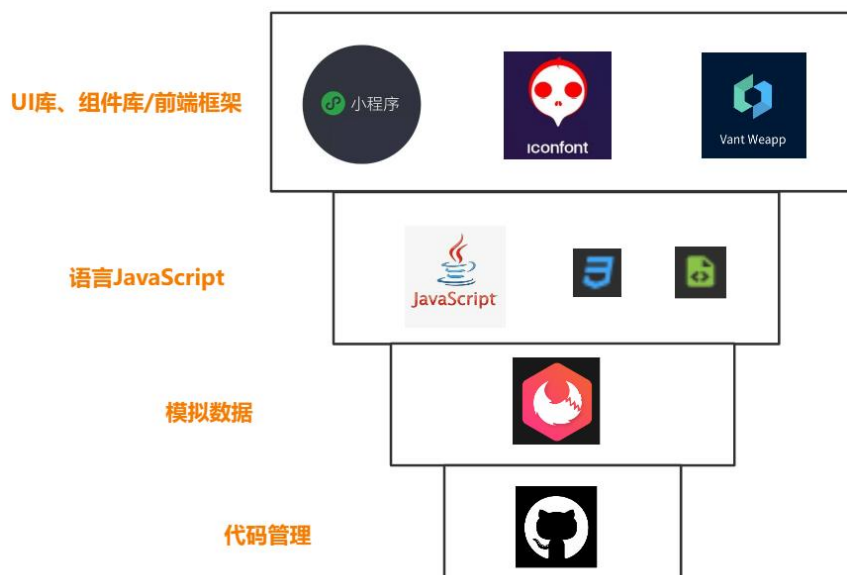 UI库、组件库/前端框架
小程序
iconfont
Vant Weapp
语言JavaScript
JavaScript
模拟数据
代码管理